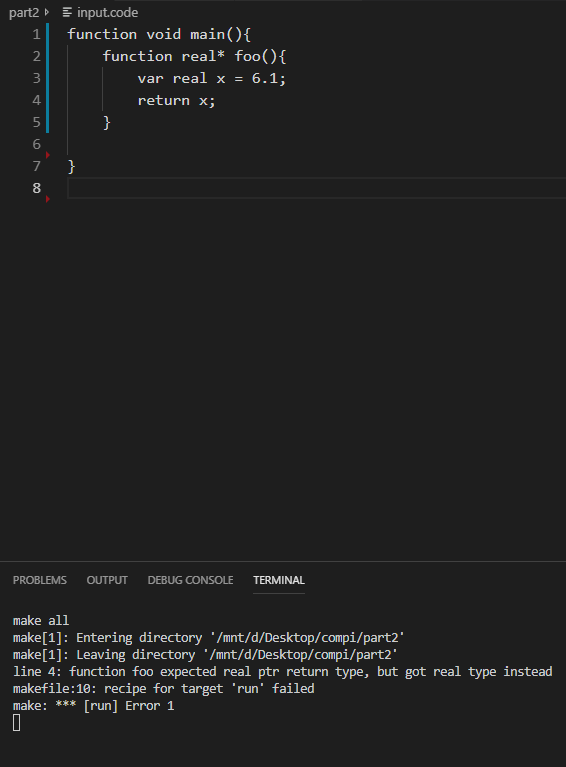 part2 input.code
1 function void main(){
2 function real* foo(){
3 var real x = 6.1;
4 return x;
5 }
6
7 }
8
PROBLEMS OUTPUT DEBUG CONSOLE TERMINAL
make all
make[1]: Entering directory '/mnt/d/Desktop/compi/part2'
make[1]: Leaving directory '/mnt/d/Desktop/compi/part2'
line 4: function foo expected real ptr return type, but got real type instead
makefile:10: recipe for target 'run' failed
make: *** [run] Error 1